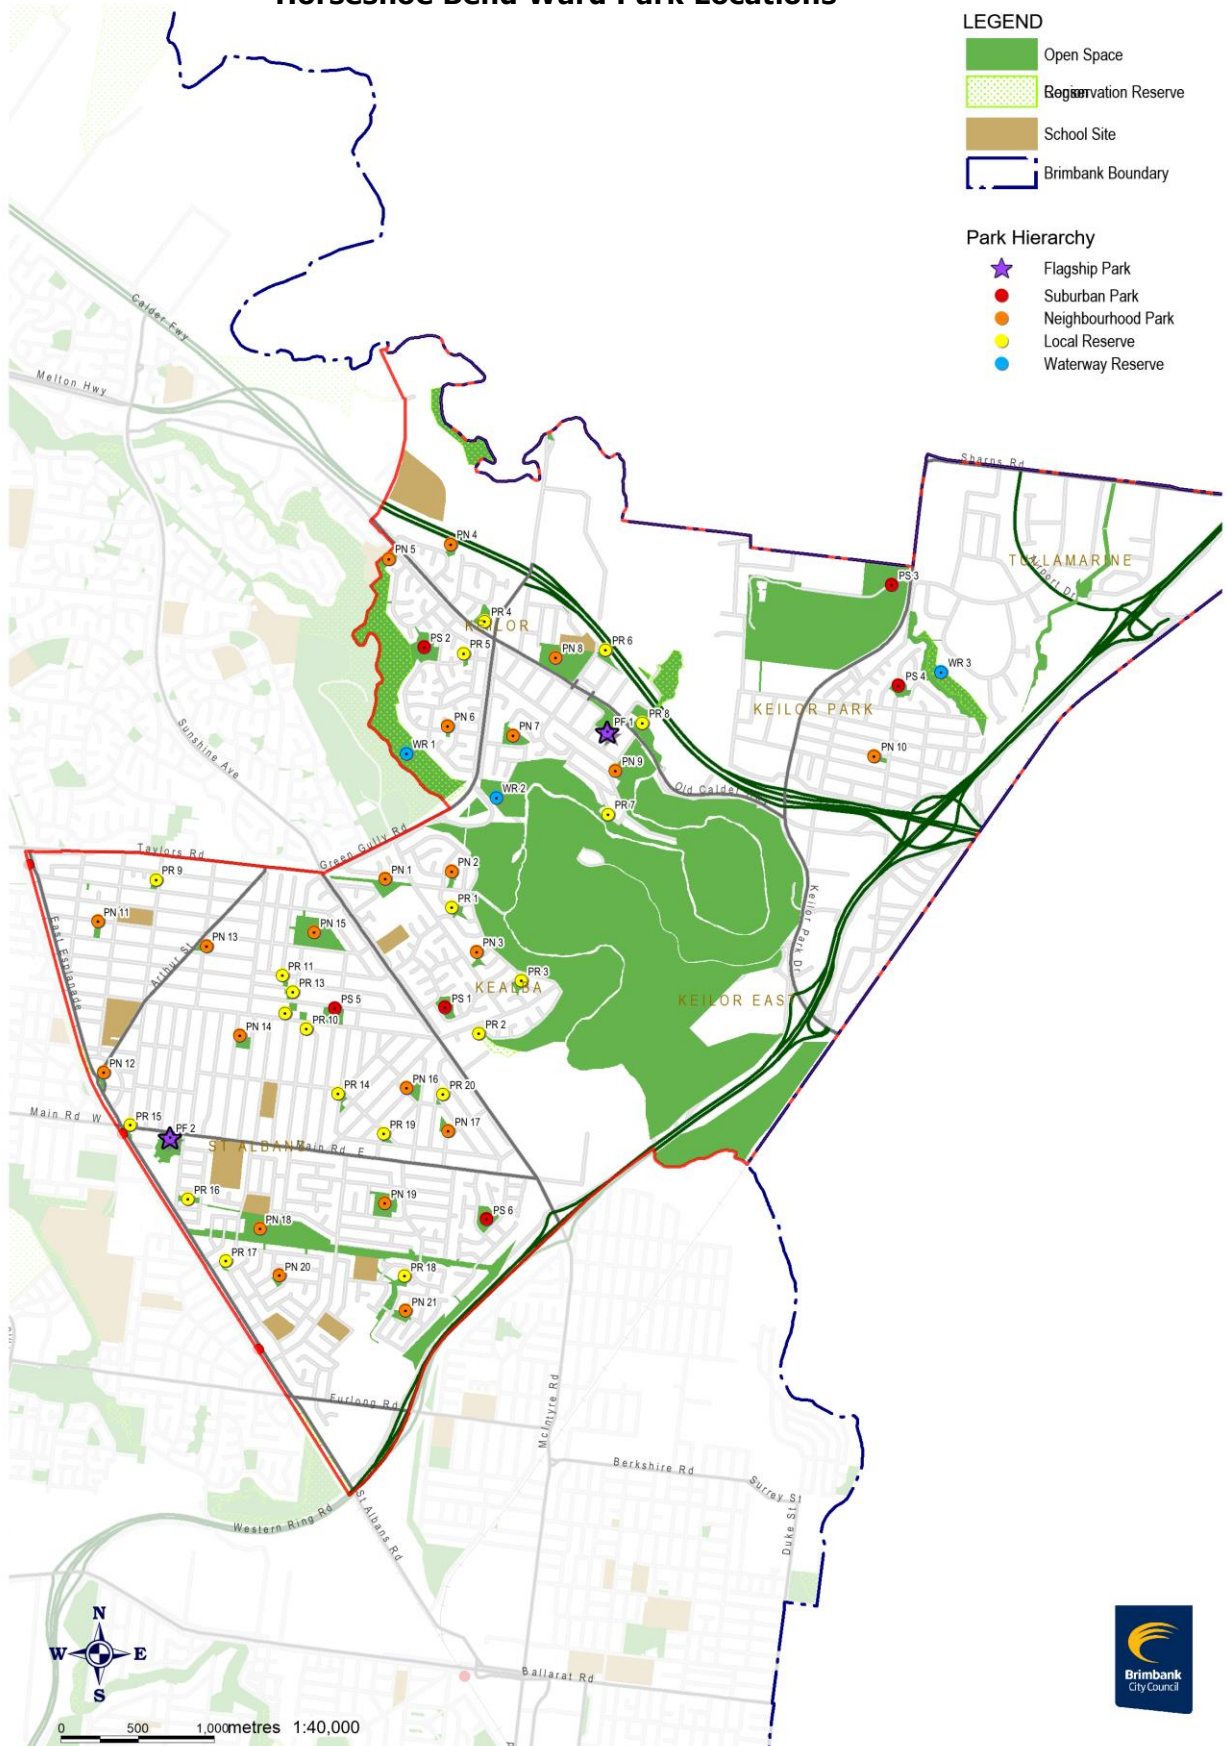 Horseshoe Bend Ward Park Locations
LEGEND
Open Space
Conservation Reserve
School Site
Brimbank Boundary
Park Hierarchy
Flagship Park
Suburban Park
Neighbourhood Park
Local Reserve
Waterway Reserve
Calder Fwy
Melton Hwy
Sharps Rd
TULLAMARINE
Airport Dr
PN 4
PN 5
PS 3
PR 4
KEILOR
PS 2
PR 5
PN 8
PR 6
WR 3
PS 4
KEILOR PARK
PN 6
PN 7
PF 1
PR 8
Sunshine Ave
WR 1
PN 10
PN 9
WR 2
Old Calder Hwy
PR 7
Green Gully Rd
Taylors Rd
PR 9
PN 1
PN 2
Keilor Park Dr
PR 1
PN 11
East Esplanade
PN 13
Arthur St
PN 15
PN 3
PR 11
PR 3
PR 13
KEALBA
PS 5
PS 1
KEILOR EAST
PR 10
PN 14
PR 2
PN 12
PR 14
PN 16
PR 20
Main Rd W
PR 15
PF 2
PR 19
PN 17
ST ALBANS
Main Rd E
PR 16
PN 19
PS 6
PN 18
PR 17
PN 20
PR 18
PN 21
Furlong Rd
McIntyre Rd
Berkshire Rd
Surrey St
Duke St
Western Ring Rd
St Albans Rd
Ballarat Rd
N
W E
S
0 500 1,000 metres 1:40,000
Brimbank
City Council